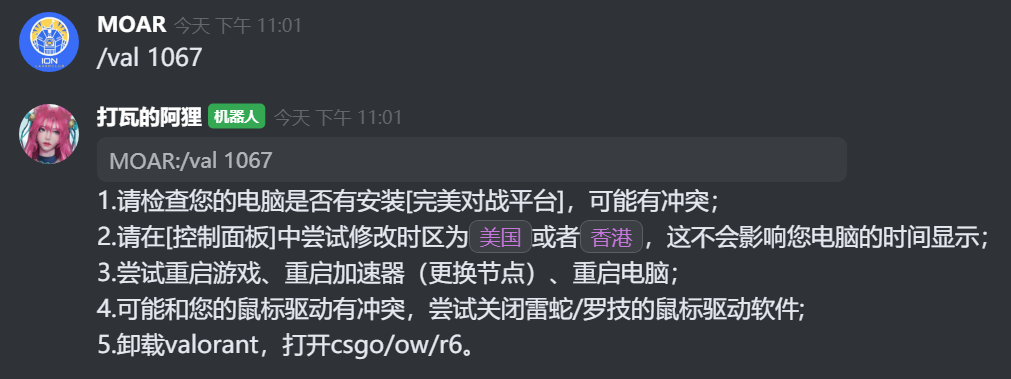 MOAR 今天 下午 11:01
/val 1067
ION
打瓦的阿狸 机器人 今天 下午 11:01
MOAR:/val 1067
1.请检查您的电脑是否有安装[完美对战平台]，可能有冲突；
2.请在[控制面板]中尝试修改时区为 美国 或者 香港 ，这不会影响您电脑的时间显示；
3.尝试重启游戏、重启加速器（更换节点）、重启电脑；
4.可能和您的鼠标驱动有冲突，尝试关闭雷蛇/罗技的鼠标驱动软件;
5.卸载valorant，打开csgo/ow/r6。